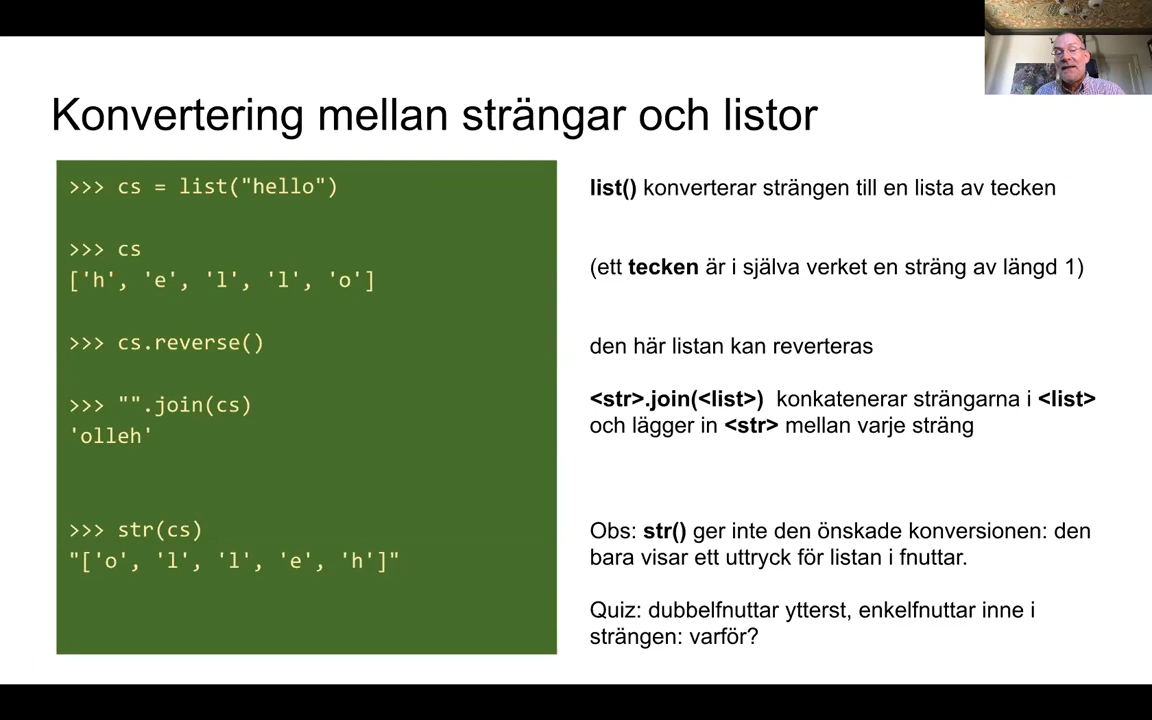 Konvertering mellan strängar och listor
>>> cs = list("hello")
>>> cs
['h', 'e', 'l', 'l', 'o']
>>> cs.reverse()
>>> "".join(cs)
'olleh'
>>> str(cs)
"['o', 'l', 'l', 'e', 'h']"
list() konverterar strängen till en lista av tecken
(ett tecken är i själva verket en sträng av längd 1)
den här listan kan reverteras
<str>.join(<list>)  konkatenerar strängarna i <list>
och lägger in <str> mellan varje sträng
Obs: str() ger inte den önskade konversionen: den
bara visar ett uttryck för listan i fnuttar.
Quiz: dubbelfnuttar ytterst, enkelfnuttar inne i
strängen: varför?